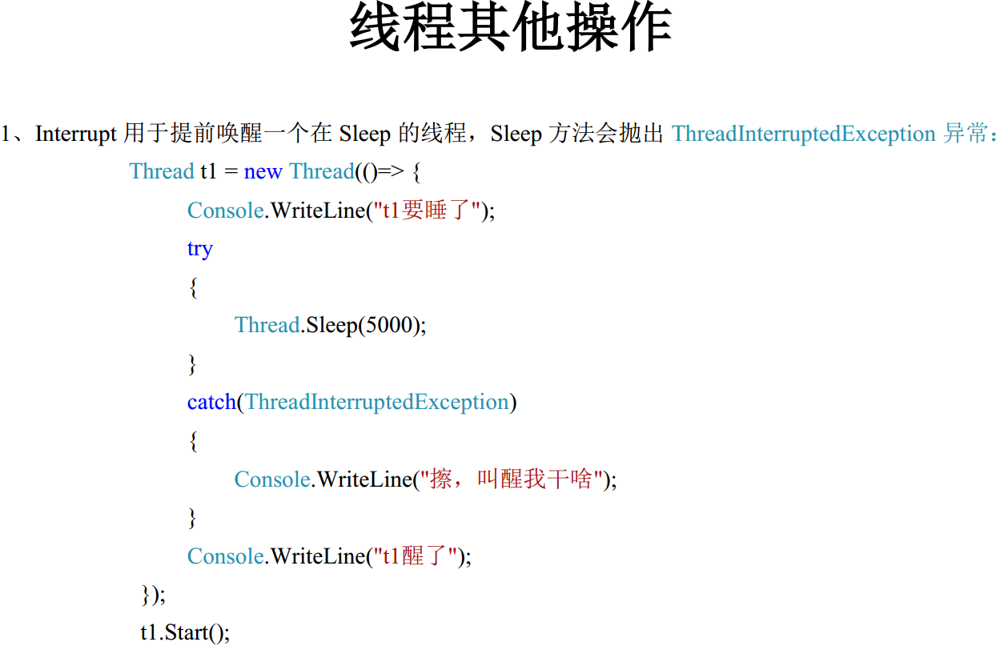 线程其他操作
1、Interrupt 用于提前唤醒一个在 Sleep 的线程，Sleep 方法会抛出 ThreadInterruptedException 异常：
Thread t1 = new Thread(()=> {
Console.WriteLine("t1要睡了");
try
{
Thread.Sleep(5000);
}
catch(ThreadInterruptedException)
{
Console.WriteLine("擦，叫醒我干啥");
}
Console.WriteLine("t1醒了");
});
t1.Start();